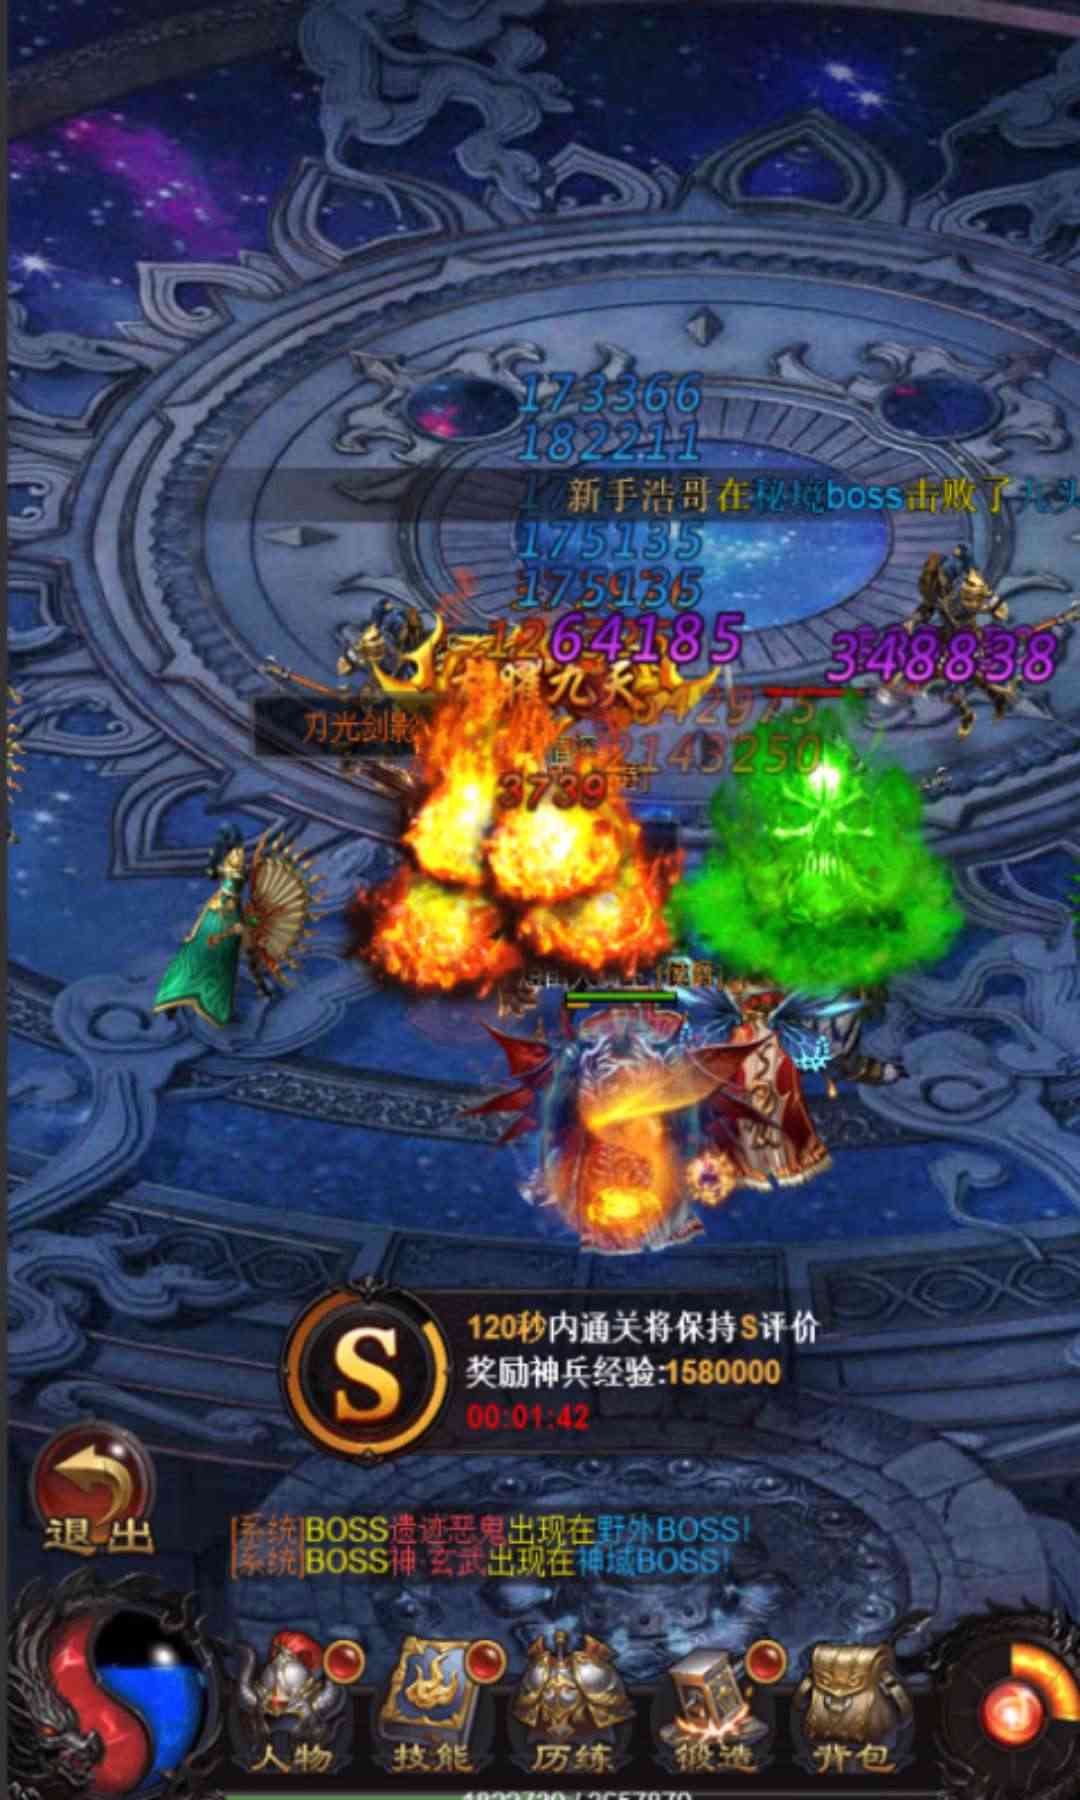 173366
182211
新手浩哥在秘境boss击败了九头
175135
175135
64185
348838
刀光剑影
2143250
3739
S
120秒内通关将保持S评价
奖励神兵经验:1580000
00:01:42
退出
[系统]BOSS遗迹恶鬼出现在野外BOSS!
[系统]BOSS神·玄武出现在神域BOSS!
人物
技能
历练
锻造
背包